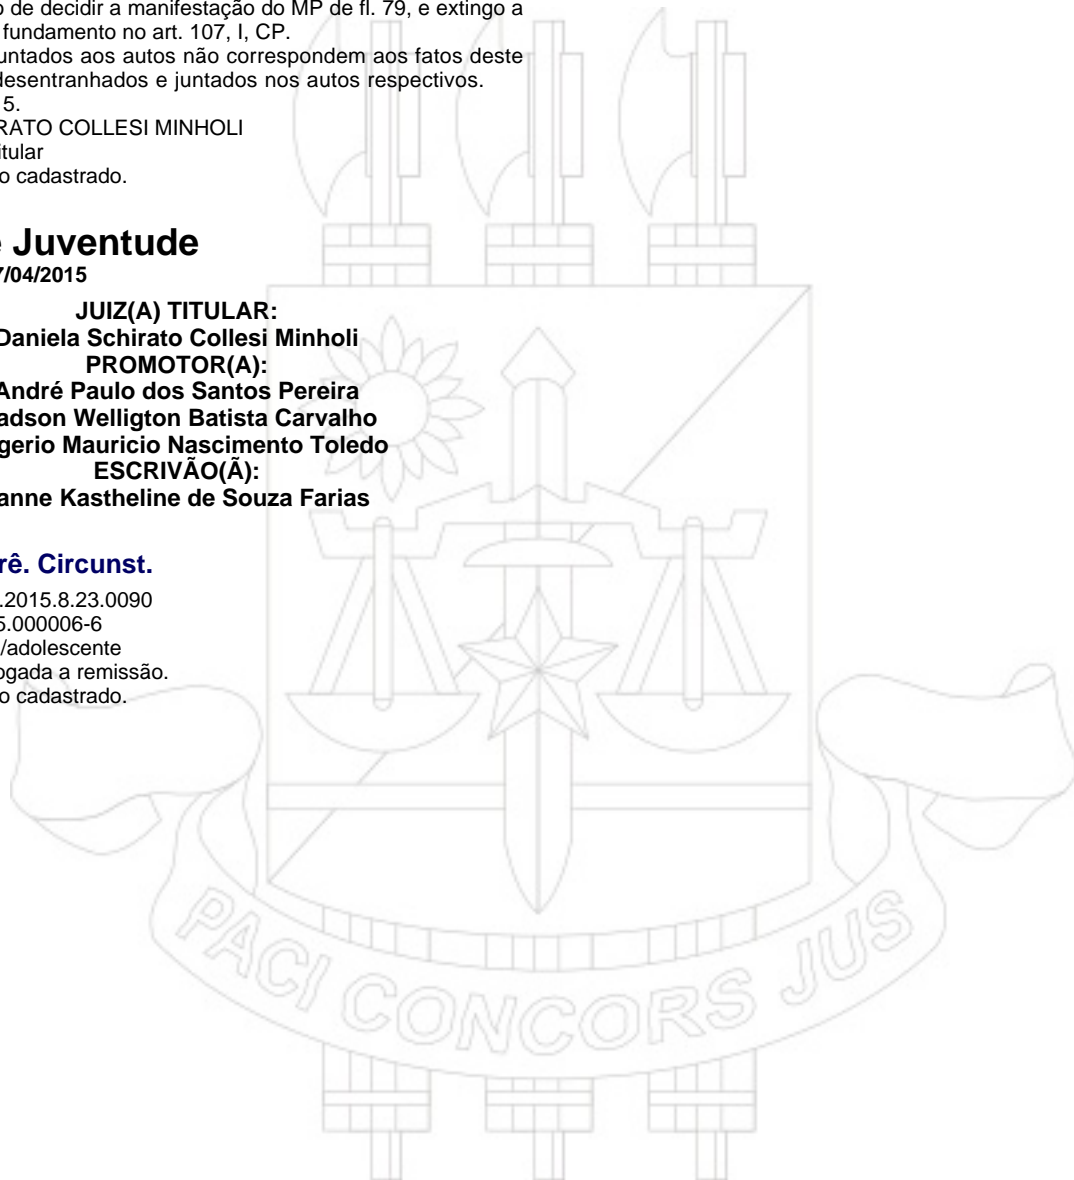 o de decidir a manifestação do MP de fl. 79, e extingo a
fundamento no art. 107, I, CP.
untados aos autos não correspondem aos fatos deste
desentranhados e juntados nos autos respectivos.
5.
RATO COLLESI MINHOLI
itular
o cadastrado.
e Juventude
7/04/2015
JUIZ(A) TITULAR:
Daniela Schirato Collesi Minholi
PROMOTOR(A):
André Paulo dos Santos Pereira
adson Welligton Batista Carvalho
gerio Mauricio Nascimento Toledo
ESCRIVÃO(Ã):
anne Kastheline de Souza Farias
rê. Circunst.
.2015.8.23.0090
5.000006-6
/adolescente
ogada a remissão.
o cadastrado.
PACI CONCORS JUS